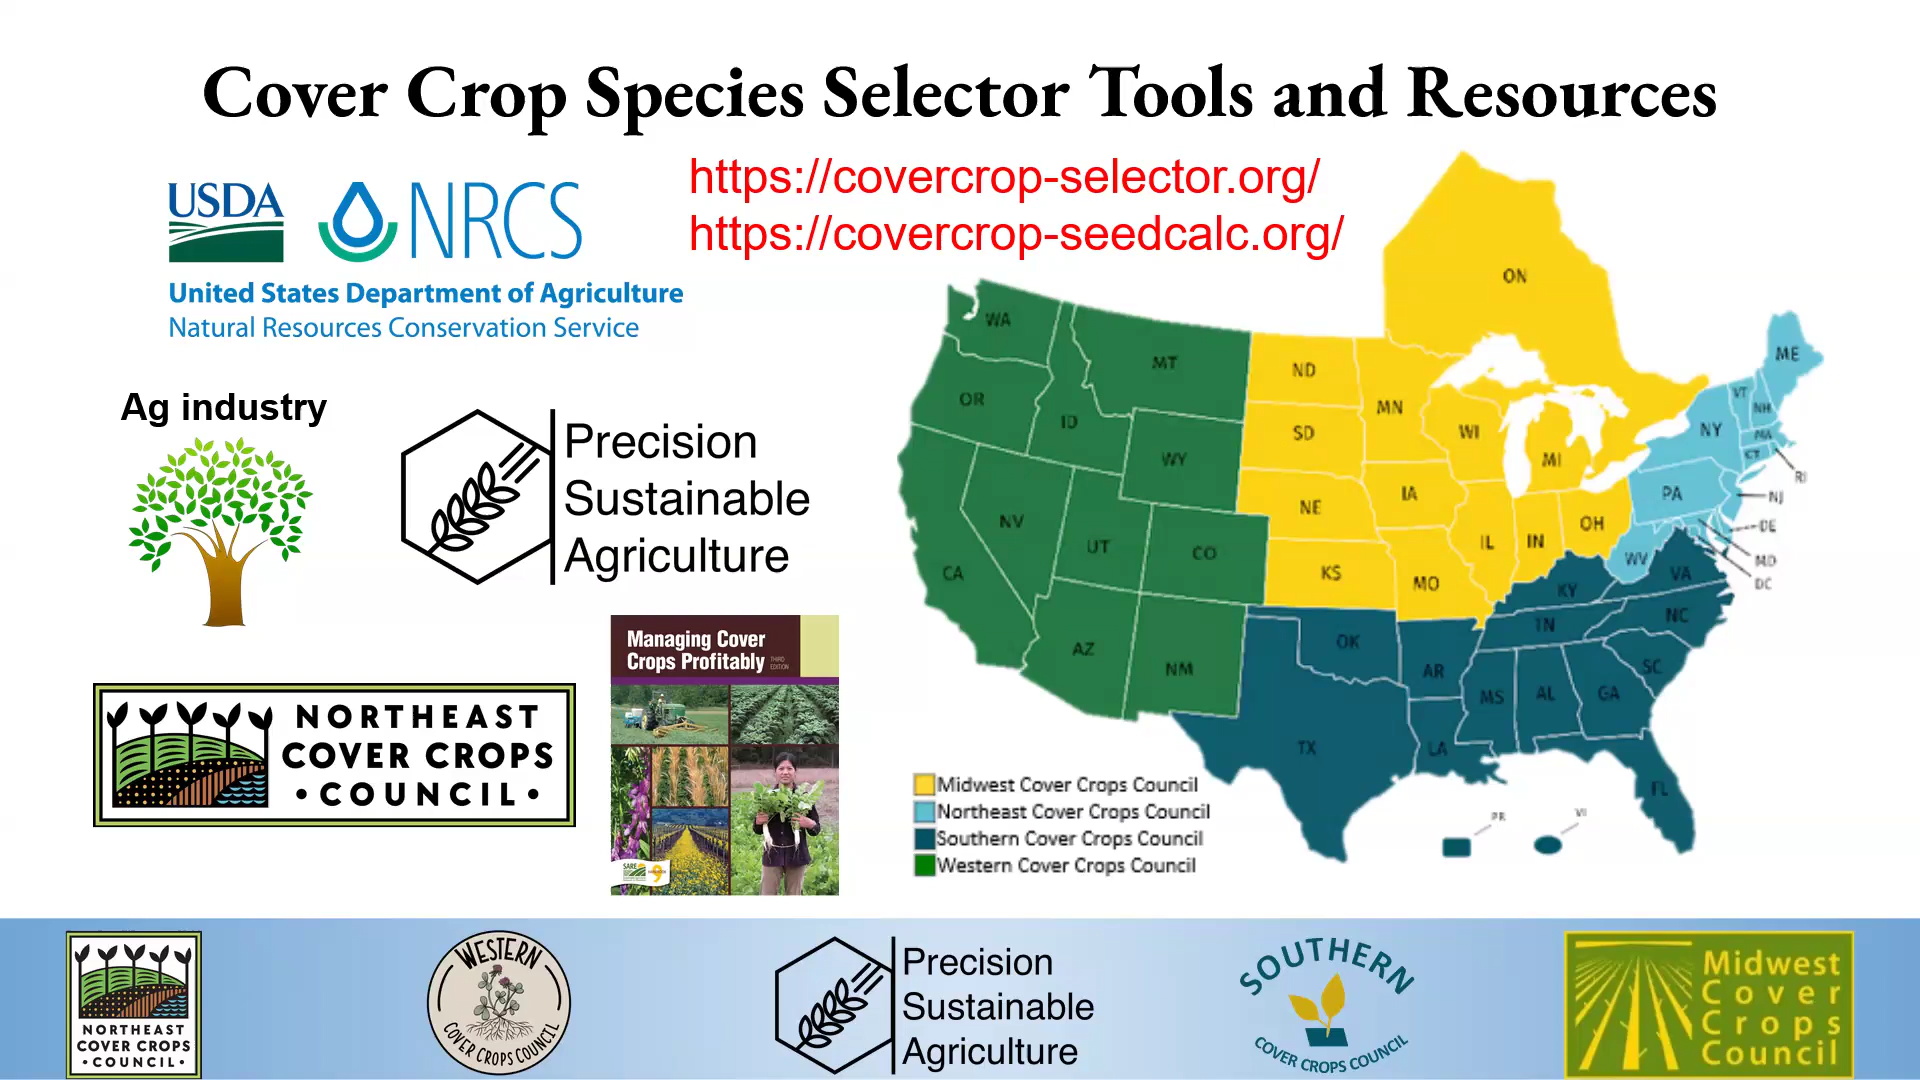 Cover Crop Species Selector Tools and Resources
https://covercrop-selector.org/
https://covercrop-seedcalc.org/
USDA NRCS
United States Department of Agriculture
Natural Resources Conservation Service
Ag industry
Precision
Sustainable
Agriculture
NORTHEAST
COVER CROPS
• COUNCIL •
Managing Cover
Crops Profitably THIRD
EDITION
SARE
ON
WA
MT
ND
MN
ME
VT
NH
OR
ID
SD
WI
MI
NY
MA
CT
RI
WY
NE
IA
PA
NJ
NV
UT
CO
IL
IN
OH
DE
WV
MD
DC
CA
KS
MO
KY
VA
AZ
NM
OK
AR
TN
NC
SC
MS
AL
GA
TX
LA
FL
PR
VI
Midwest Cover Crops Council
Northeast Cover Crops Council
Southern Cover Crops Council
Western Cover Crops Council
NORTHEAST
COVER CROPS
• COUNCIL •
WESTERN
COVER CROPS COUNCIL
Precision
Sustainable
Agriculture
SOUTHERN
COVER CROPS COUNCIL
Midwest
Cover
Crops
Council